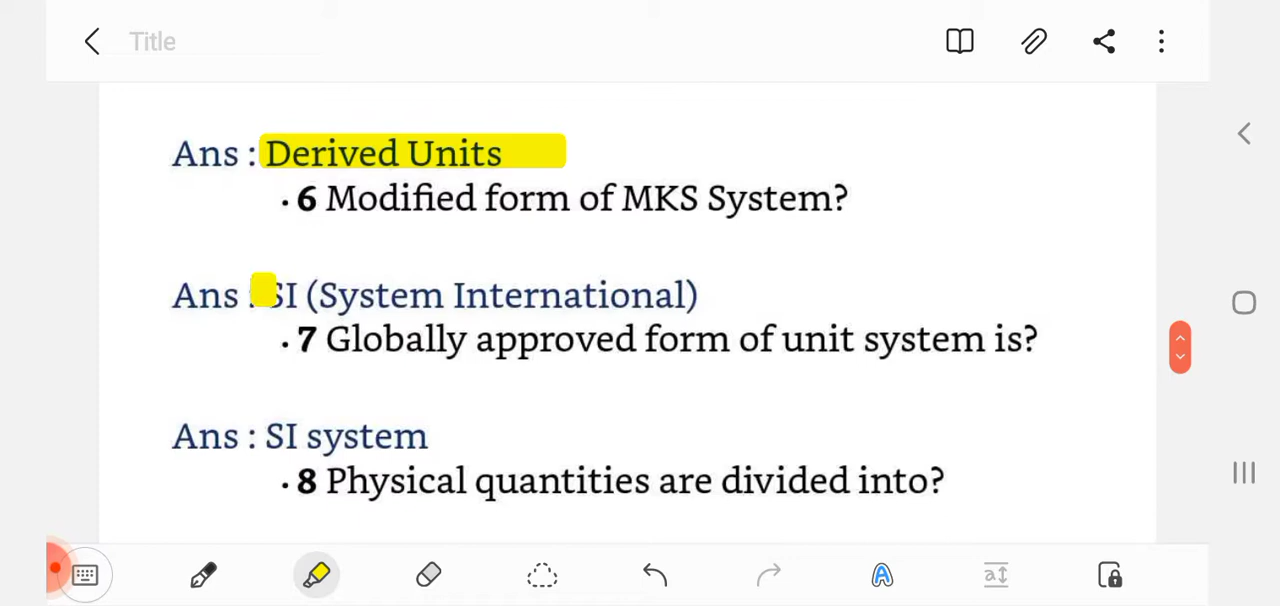 Title
Ans : Derived Units
. 6 Modified form of MKS System?
Ans : SI (System International)
. 7 Globally approved form of unit system is?
Ans : SI system
. 8 Physical quantities are divided into?